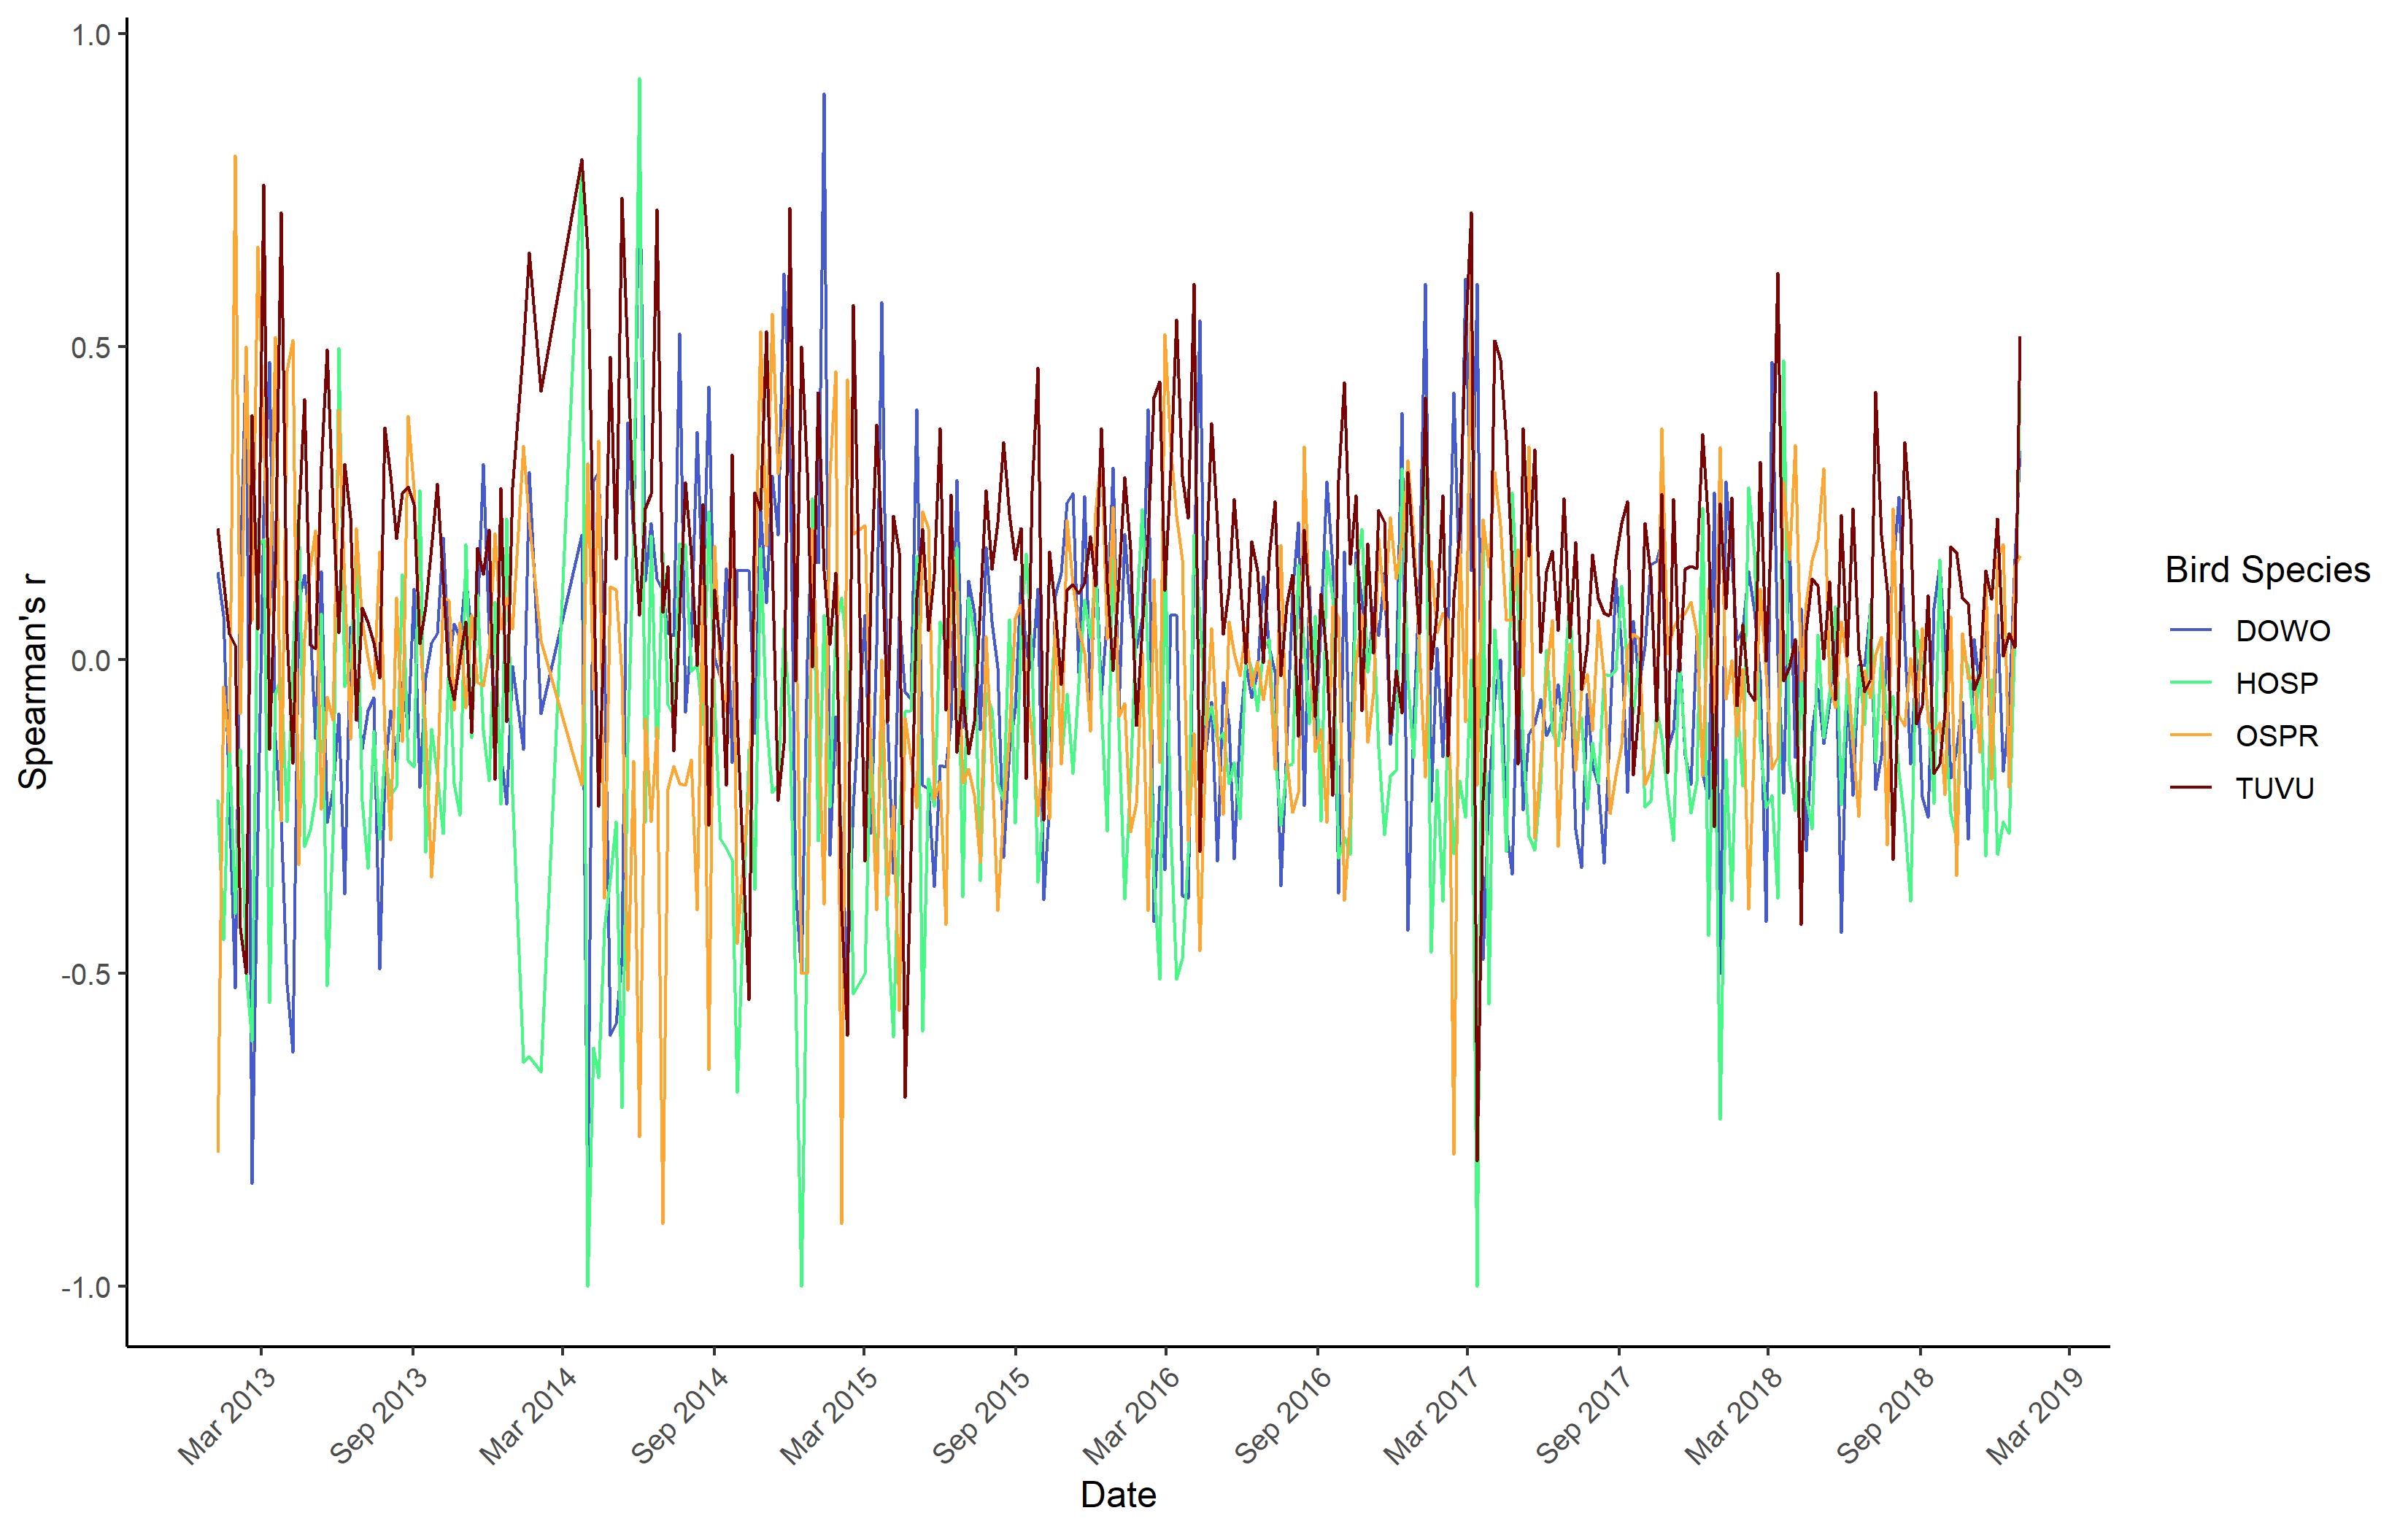 1.0
0.5
0.0
-0.5
-1.0
Spearman's r
Mar 2013
Sep 2013
Mar 2014
Sep 2014
Mar 2015
Sep 2015
Mar 2016
Sep 2016
Mar 2017
Sep 2017
Mar 2018
Sep 2018
Mar 2019
Date
Bird Species
DOWO
HOSP
OSPR
TUVU